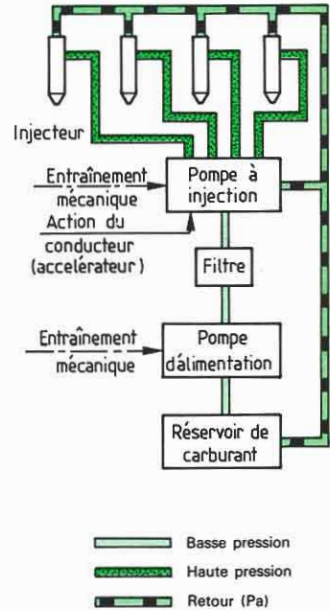 Injecteur
Entraînement
mécanique
Action du
conducteur
(accelérateur)
Pompe à
injection
Filtre
Entraînement
mécanique
Pompe
d'alimentation
Réservoir de
carburant
Basse pression
Haute pression
Retour (Pa)